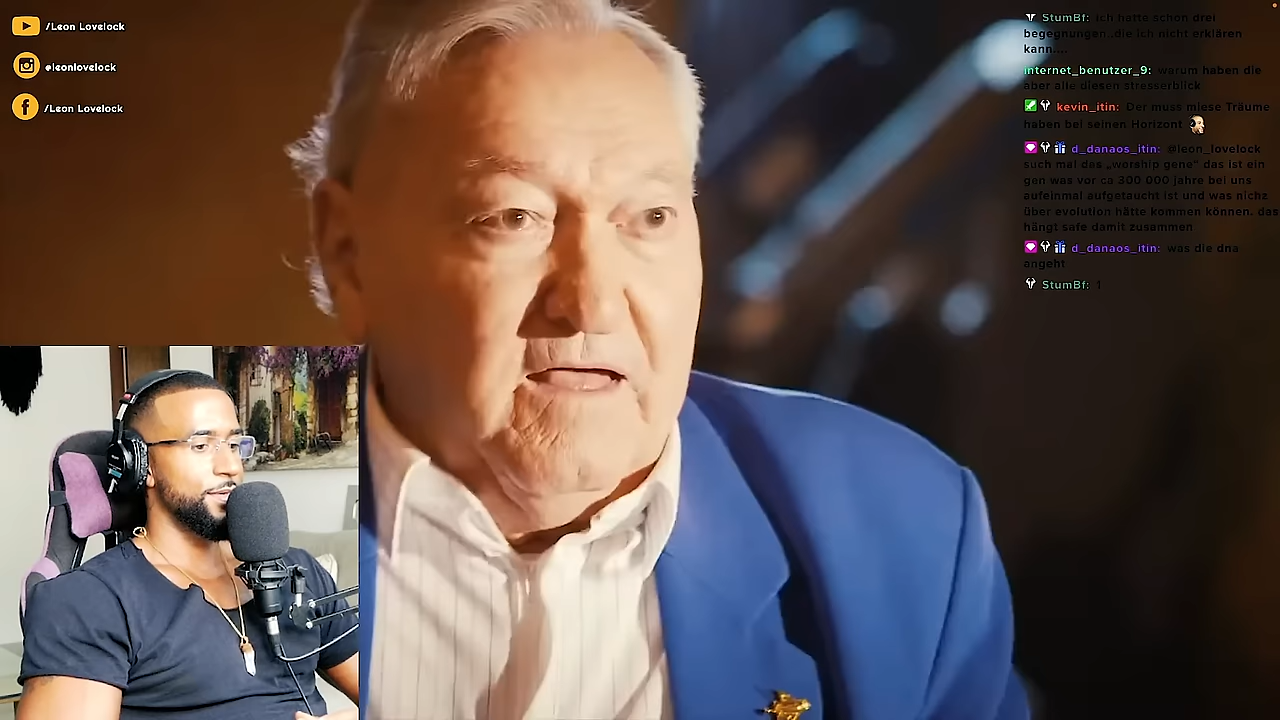 /Leon Lovelock
@leonlovelock
/Leon Lovelock
StumBf: ich hatte schon drei
begegnungen..die ich nicht erklären
kann....
internet_benutzer_9: warum haben die
aber alle diesen stresserblick
kevin_itin: Der muss miese Träume
haben bei seinen Horizont
d_danaos_itin: @leon_lovelock
such mal das „worship gene" das ist ein
gen was vor ca 300 000 jahre bei uns
aufeinmal aufgetaucht ist und was nichz
über evolution hätte kommen können. das
hängt safe damit zusammen
d_danaos_itin: was die dna
angeht
StumBf: 1